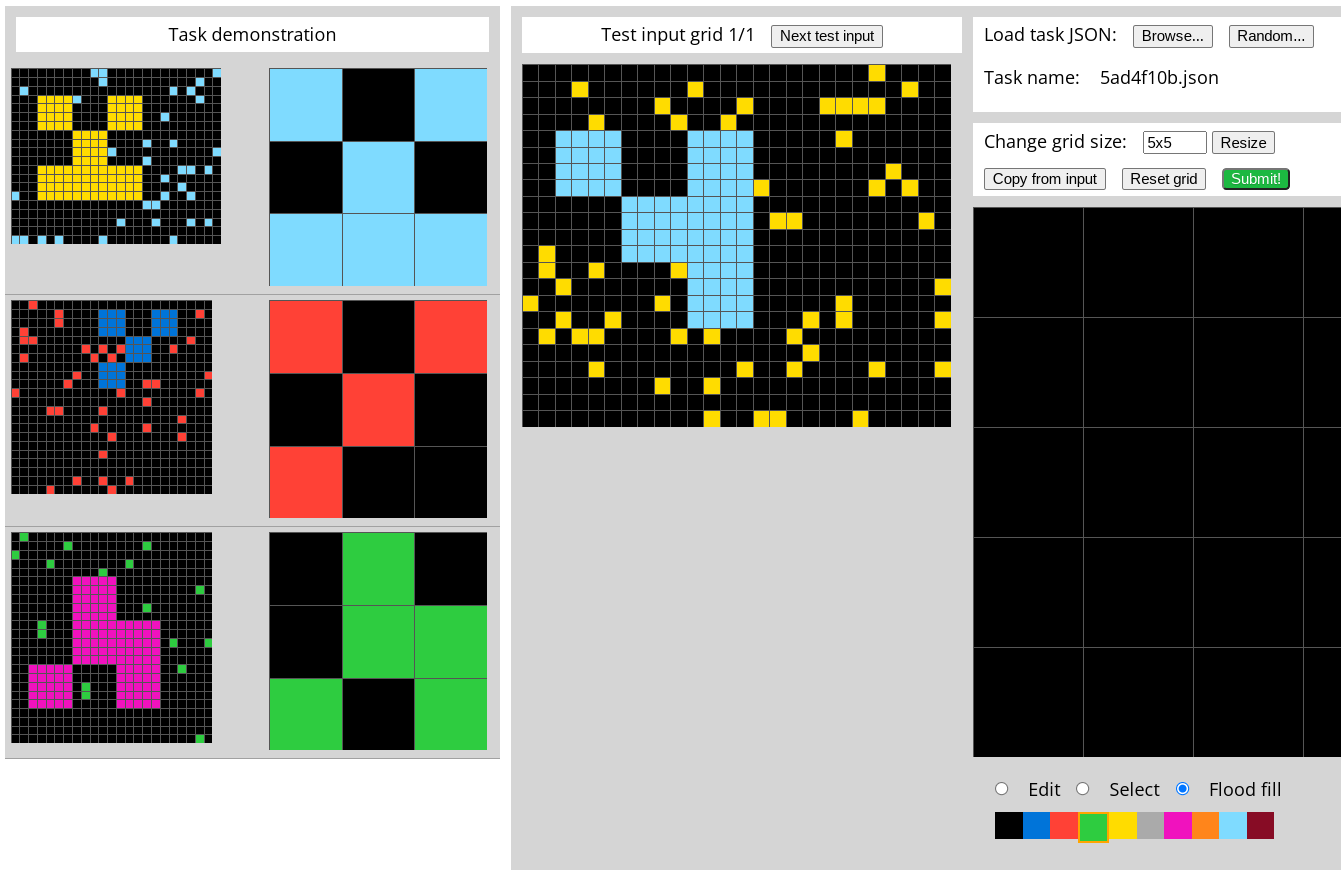 Task demonstration
Test input grid 1/1 Next test input
Load task JSON: Browse... Random...
Task name: 5ad4f10b.json
Change grid size: 5x5 Resize
Copy from input Reset grid Submit!
Edit Select Flood fill